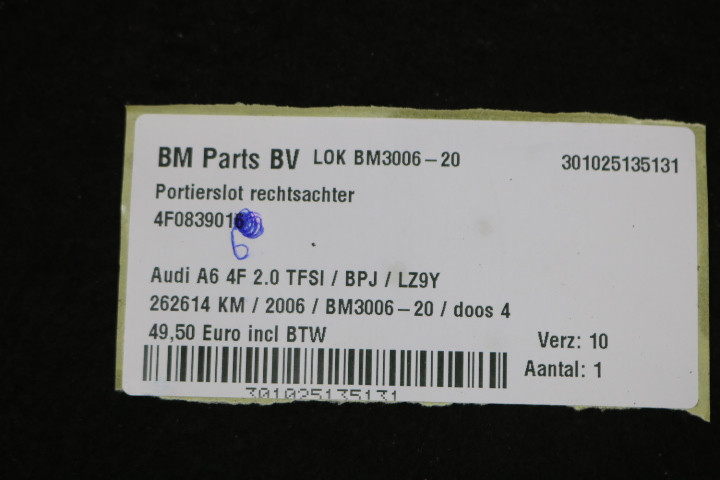 BM Parts BV LOK BM3006-20 301025135131
Portierslot rechtsachter
4F083901
6
Audi A6 4F 2.0 TFSI / BPJ / LZ9Y
262614 KM / 2006 / BM3006-20 / doos 4
49,50 Euro incl BTW
Verz: 10
Aantal: 1
301025135131